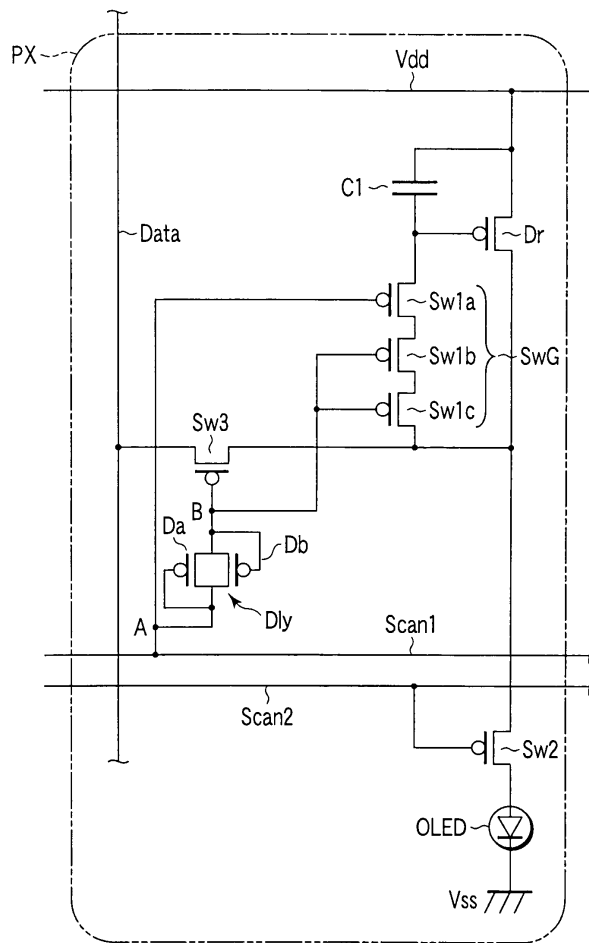 PX
Vdd
C1
Data
Dr
Sw1a
Sw1b
SwG
Sw1c
Sw3
B
Da
Db
Dly
A
Scan1
Scan2
Sw2
OLED
Vss